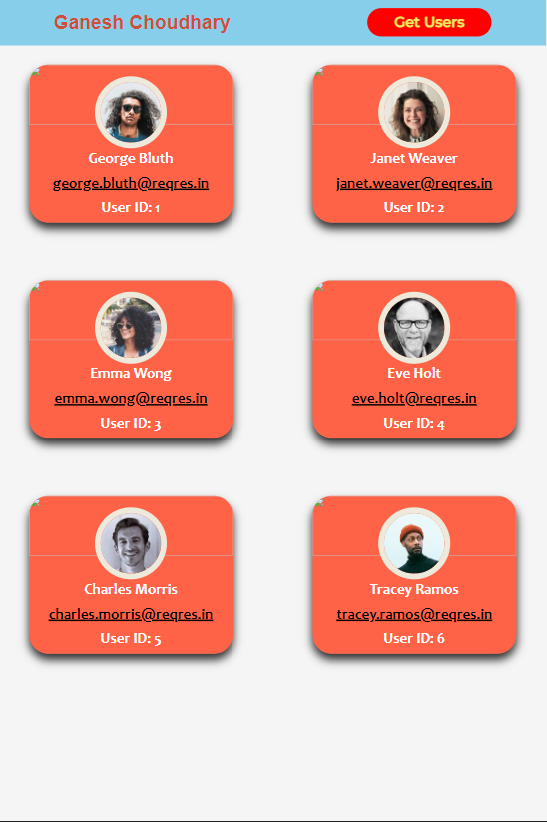 Ganesh Choudhary
Get Users
George Bluth
george.bluth@reqres.in
User ID: 1
Janet Weaver
janet.weaver@reqres.in
User ID: 2
Emma Wong
emma.wong@reqres.in
User ID: 3
Eve Holt
eve.holt@reqres.in
User ID: 4
Charles Morris
charles.morris@reqres.in
User ID: 5
Tracey Ramos
tracey.ramos@reqres.in
User ID: 6